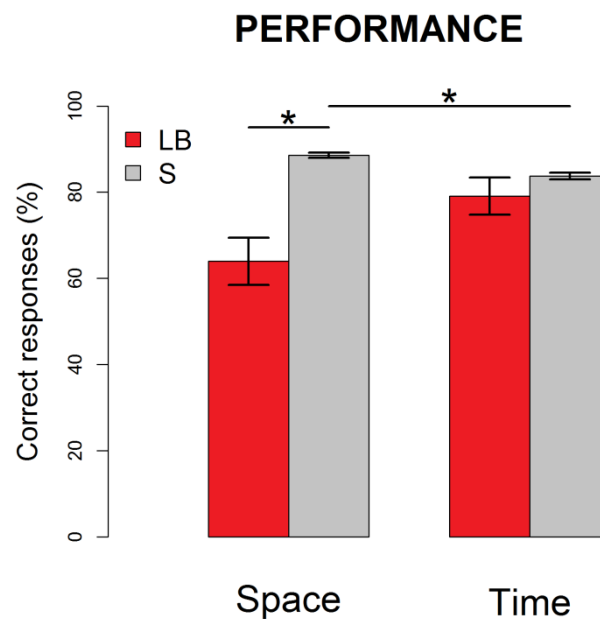 PERFORMANCE
*
*
LB
S
Correct responses (%)
100
80
60
40
20
0
Space
Time